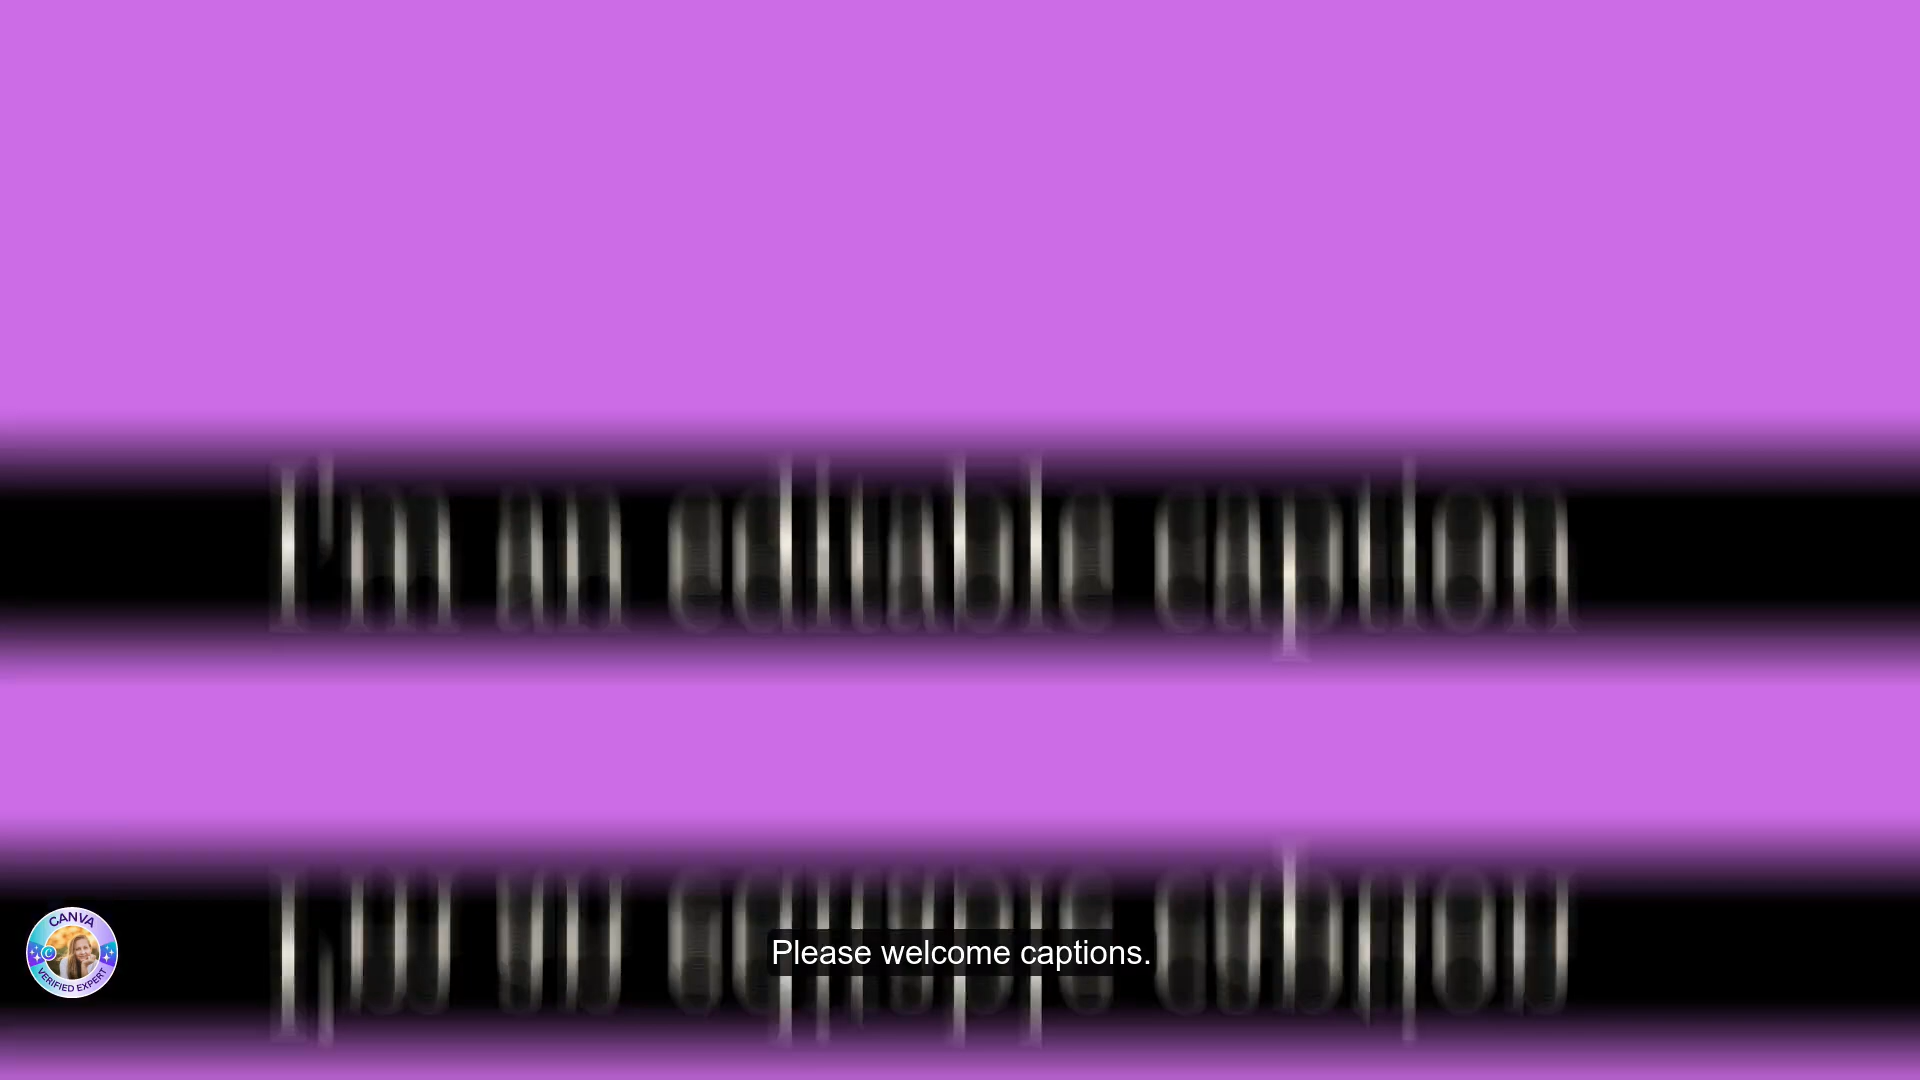 I'm an editable caption
CANVA
Please welcome captions.
VERIFIED EXPERT